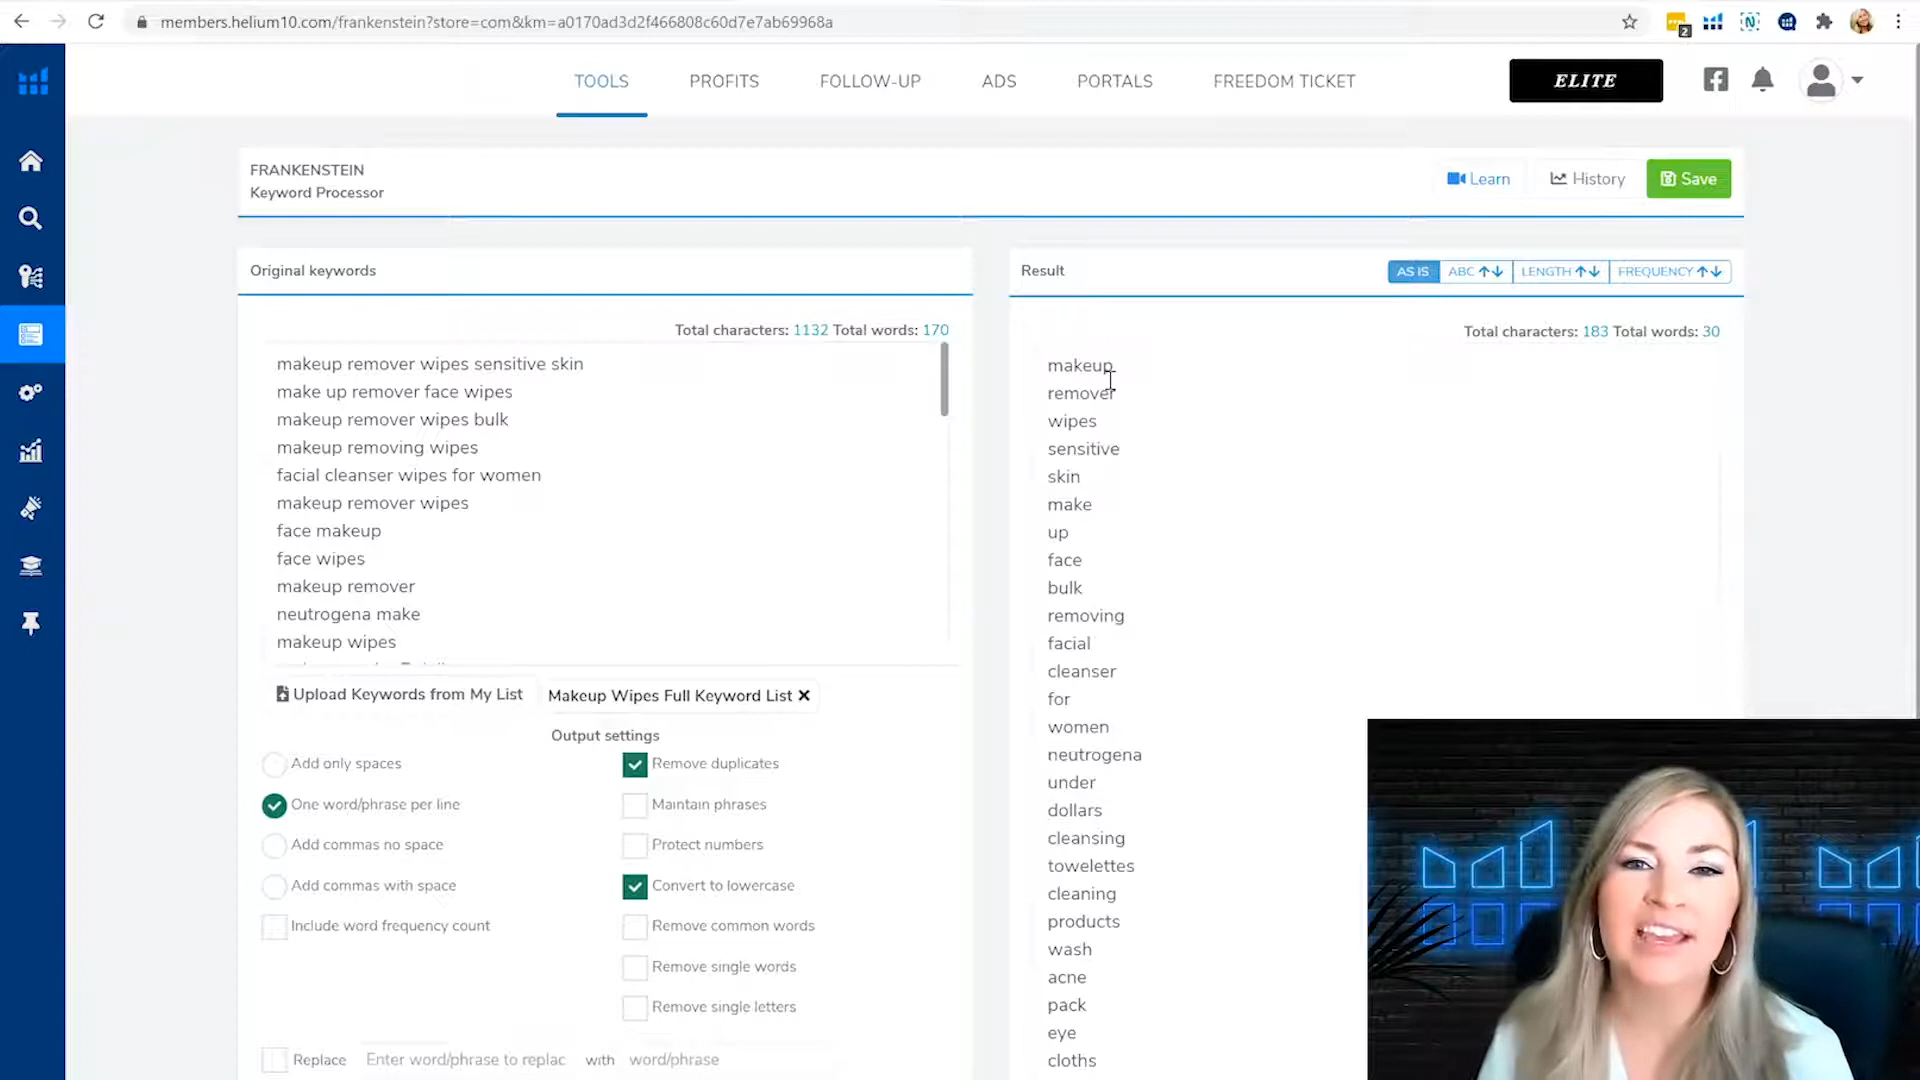 members.helium10.com/frankenstein?store=com&km=a0170ad3d2f466808c60d7e7ab69968a
2
TOOLS
PROFITS
FOLLOW-UP
ADS
PORTALS
FREEDOM TICKET
ELITE
FRANKENSTEIN
Keyword Processor
Learn
History
Save
Original keywords
Total characters: 1132 Total words: 170
makeup remover wipes sensitive skin
make up remover face wipes
makeup remover wipes bulk
makeup removing wipes
facial cleanser wipes for women
makeup remover wipes
face makeup
face wipes
makeup remover
neutrogena make
makeup wipes
Upload Keywords from My List
Makeup Wipes Full Keyword List
Output settings
Add only spaces
One word/phrase per line
Add commas no space
Add commas with space
Include word frequency count
Remove duplicates
Maintain phrases
Protect numbers
Convert to lowercase
Remove common words
Remove single words
Remove single letters
Replace
Enter word/phrase to replac
with
word/phrase
Result
AS IS
ABC
LENGTH
FREQUENCY
Total characters: 183 Total words: 30
makeup
remover
wipes
sensitive
skin
make
up
face
bulk
removing
facial
cleanser
for
women
neutrogena
under
dollars
cleansing
towelettes
cleaning
products
wash
acne
pack
eye
cloths